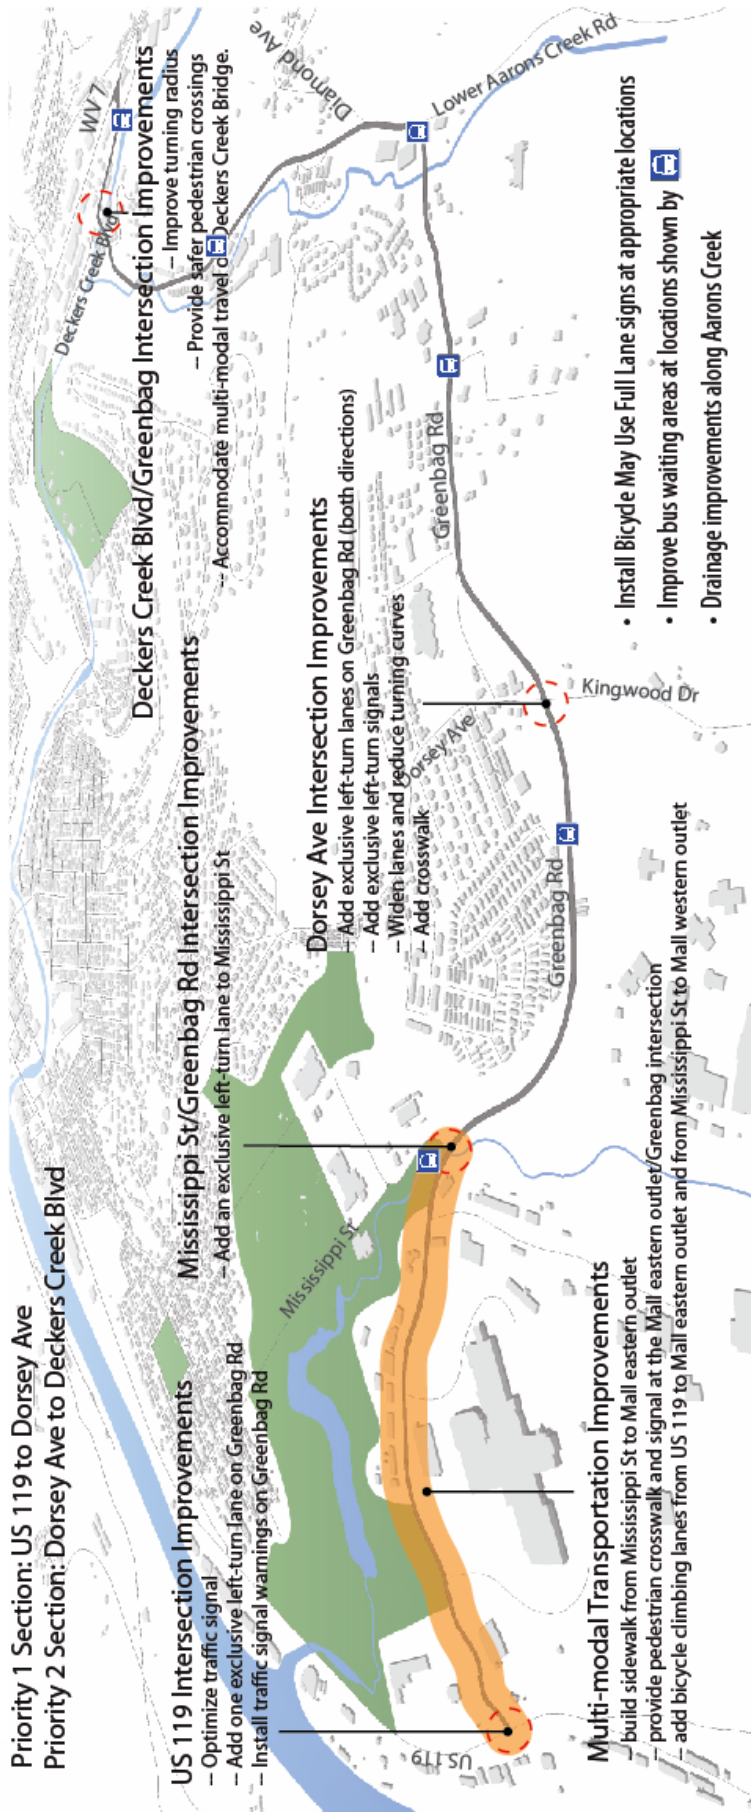 Priority 1 Section: US 119 to Dorsey Ave
Priority 2 Section: Dorsey Ave to Deckers Creek Blvd
US 119 Intersection Improvements
-- Optimize traffic signal
-- Add one exclusive left-turn lane on Greenbag Rd
-- Install traffic signal warnings on Greenbag Rd
Mississippi St/Greenbag Rd Intersection Improvements
-- Add an exclusive left-turn lane to Mississippi St
Deckers Creek Blvd/Greenbag Intersection Improvements
-- Improve turning radius
-- Provide safer pedestrian crossings
-- Accommodate multi-modal travel on Deckers Creek Bridge.
Dorsey Ave Intersection Improvements
-- Add exclusive left-turn lanes on Greenbag Rd (both directions)
-- Add exclusive left-turn signals
-- Widen lanes and reduce turning curves
-- Add crosswalk
Multi-modal Transportation Improvements
-- build sidewalk from Mississippi St to Mall eastern outlet
-- provide pedestrian crosswalk and signal at the Mall eastern outlet/Greenbag intersection
-- add bicycle climbing lanes from US 119 to Mall eastern outlet and from Mississippi St to Mall western outlet
• Install Bicycle May Use Full Lane signs at appropriate locations
• Improve bus waiting areas at locations shown by
• Drainage improvements along Aarons Creek
US 119
Mississippi St
Greenbag Rd
Dorsey Ave
Kingwood Dr
Greenbag Rd
Deckers Creek Blvd
WV 7
Diamond Ave
Lower Aarons Creek Rd